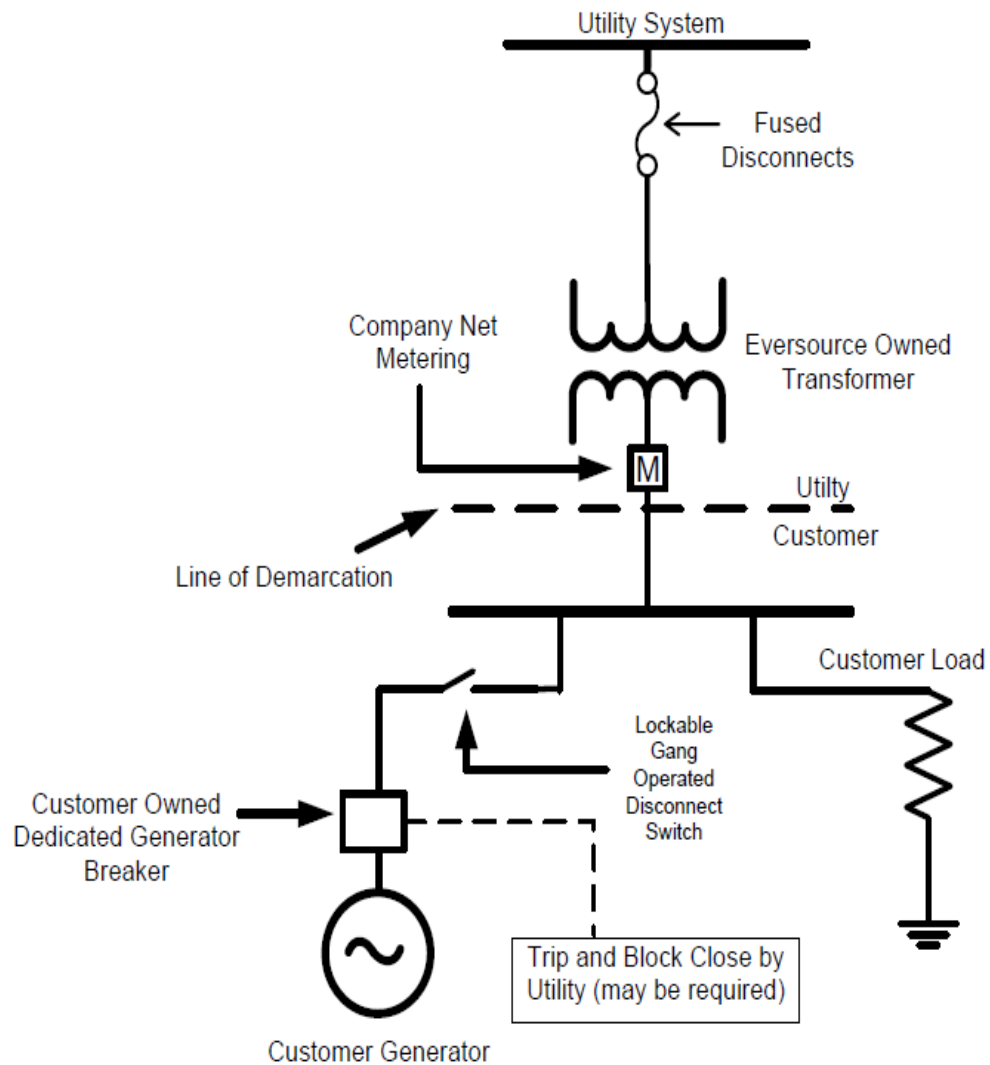 Utility System
Fused
Disconnects
Company Net
Metering
Eversource Owned
Transformer
M
Utilty
Customer
Line of Demarcation
Customer Load
Lockable
Gang
Operated
Disconnect
Switch
Customer Owned
Dedicated Generator
Breaker
Trip and Block Close by
Utility (may be required)
Customer Generator